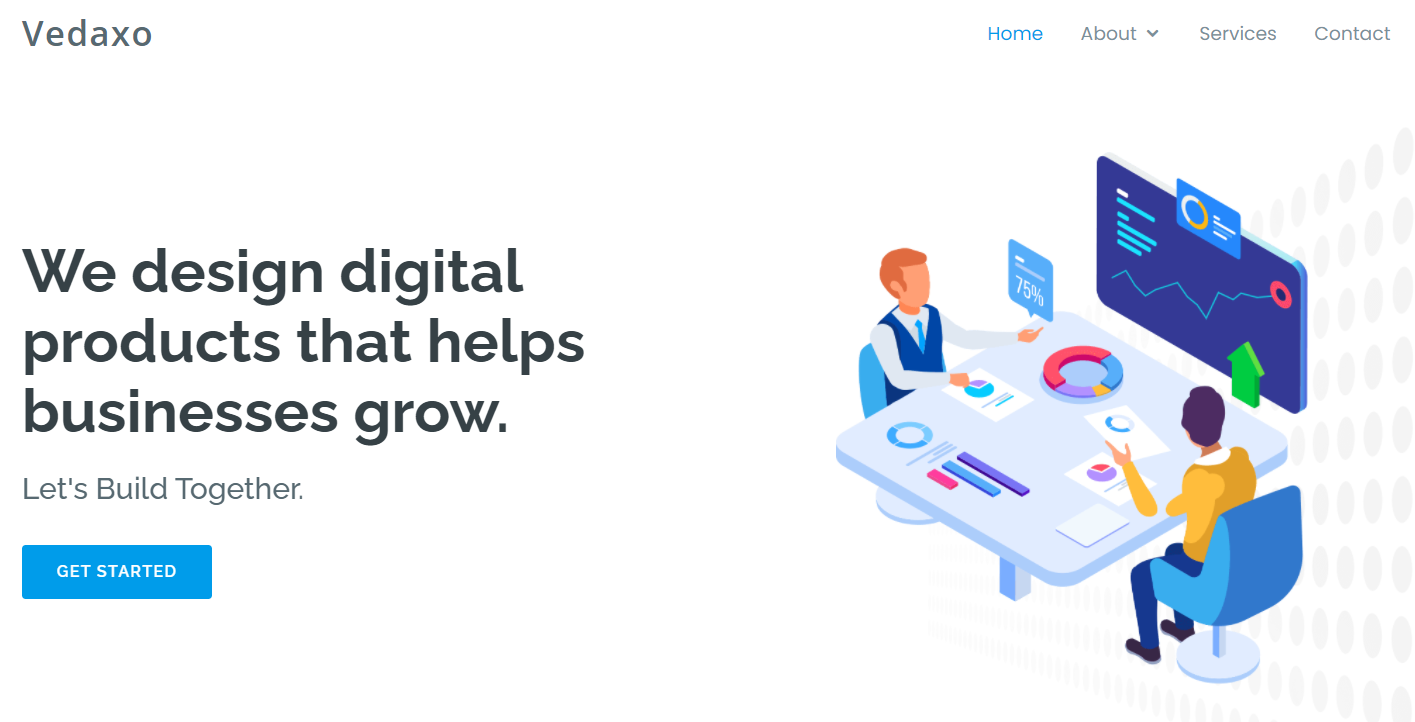 Vedaxo
Home About Services Contact
We design digital
products that helps
businesses grow.
Let's Build Together.
GET STARTED
75%